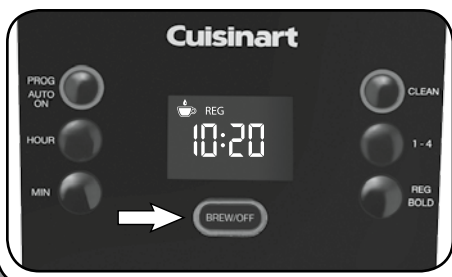 Cuisinart
PROG
AUTO
ON
HOUR
MIN
REG
10:20
BREW/OFF
CLEAN
1-4
REG
BOLD